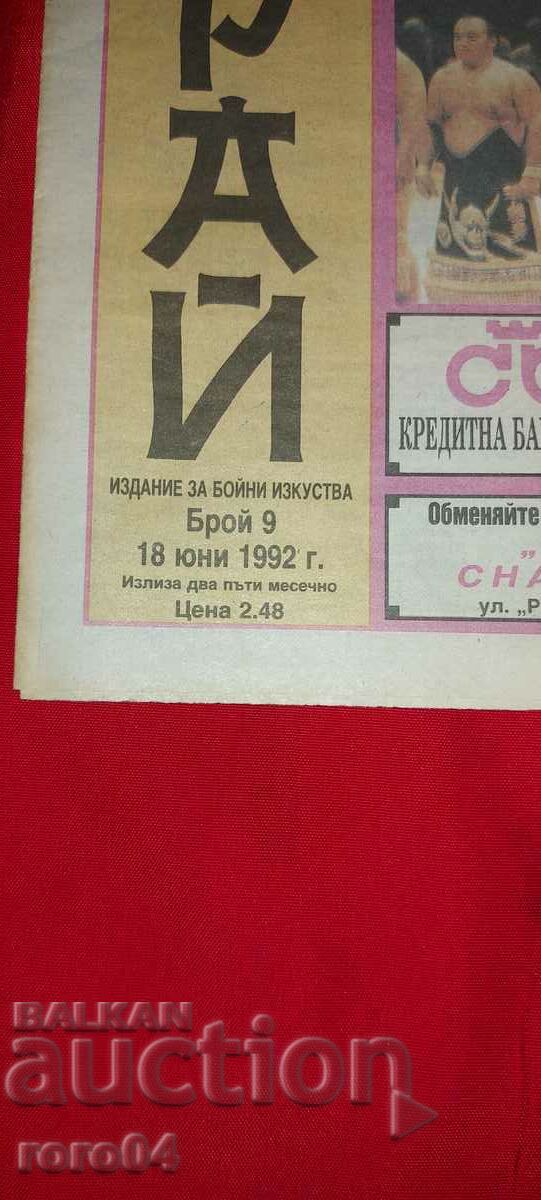 Р
А
Й
ИЗДАНИЕ ЗА БОЙНИ ИЗКУСТВА
Брой 9
18 юни 1992 г.
Излиза два пъти месечно
Цена 2.48
КРЕДИТНА БА
Обменяйте
„
СНА
ул. „Р
BALKAN
auction
roro04